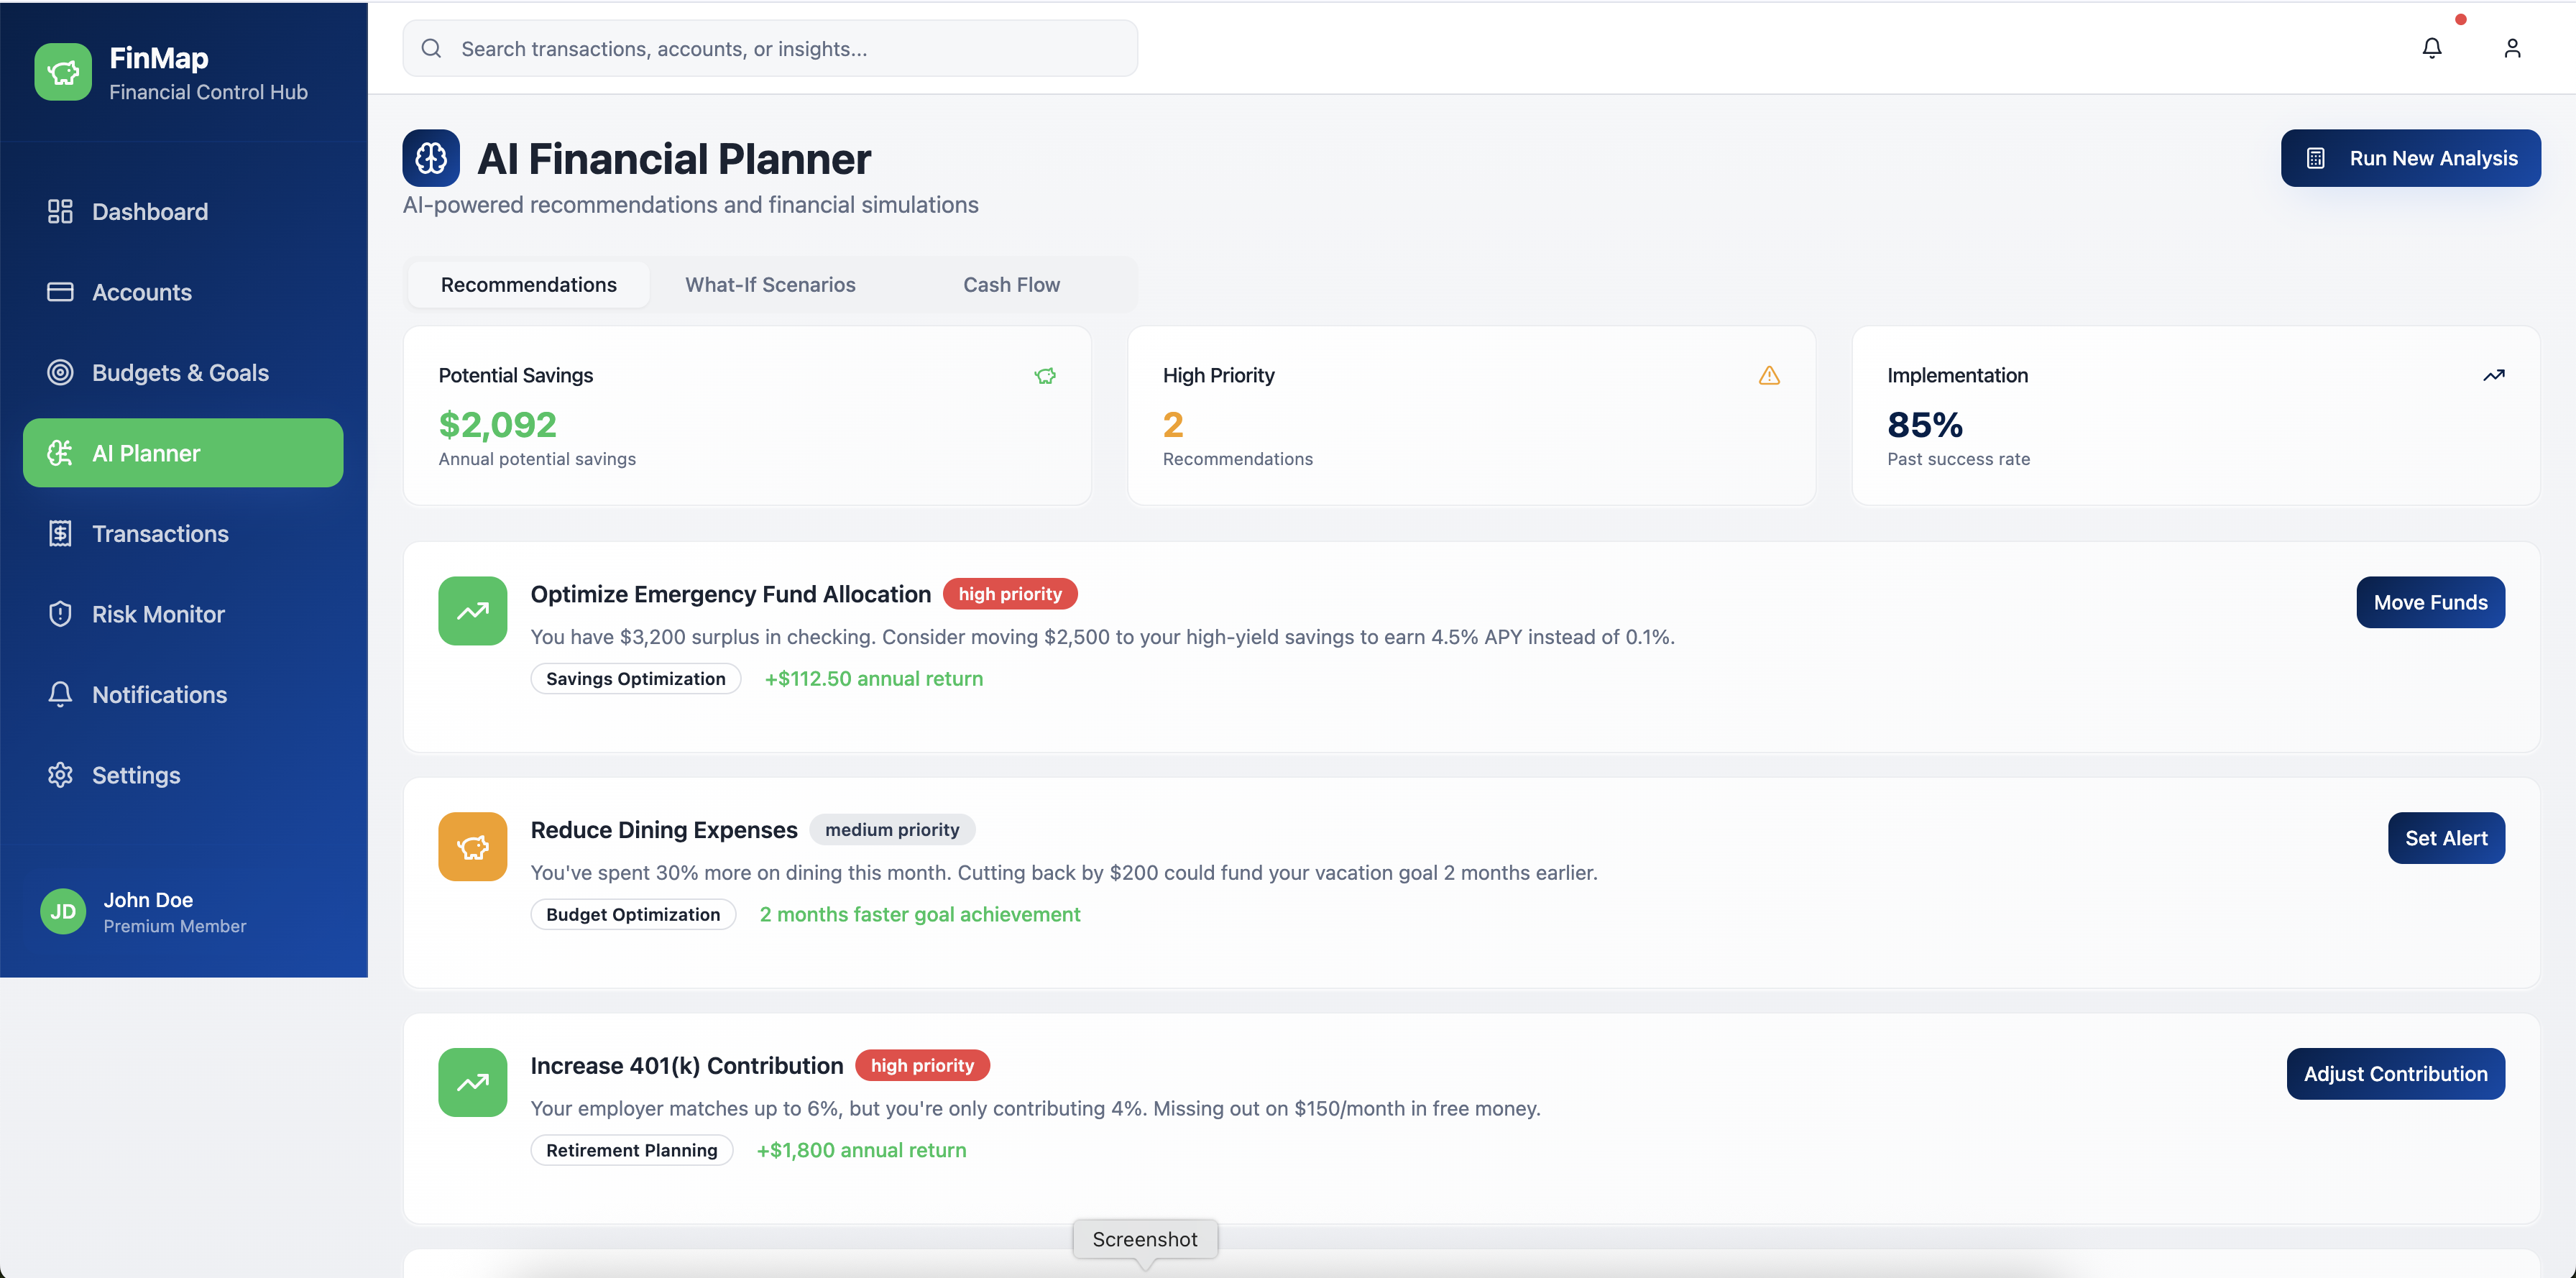 FinMap
Financial Control Hub
Search transactions, accounts, or insights...
Dashboard
Accounts
Budgets & Goals
AI Planner
Transactions
Risk Monitor
Notifications
Settings
JD
John Doe
Premium Member
AI Financial Planner
AI-powered recommendations and financial simulations
Run New Analysis
Recommendations
What-If Scenarios
Cash Flow
Potential Savings
$2,092
Annual potential savings
High Priority
2
Recommendations
Implementation
85%
Past success rate
Optimize Emergency Fund Allocation
high priority
You have $3,200 surplus in checking. Consider moving $2,500 to your high-yield savings to earn 4.5% APY instead of 0.1%.
Savings Optimization
+$112.50 annual return
Move Funds
Reduce Dining Expenses
medium priority
You've spent 30% more on dining this month. Cutting back by $200 could fund your vacation goal 2 months earlier.
Budget Optimization
2 months faster goal achievement
Set Alert
Increase 401(k) Contribution
high priority
Your employer matches up to 6%, but you're only contributing 4%. Missing out on $150/month in free money.
Retirement Planning
+$1,800 annual return
Adjust Contribution
Screenshot